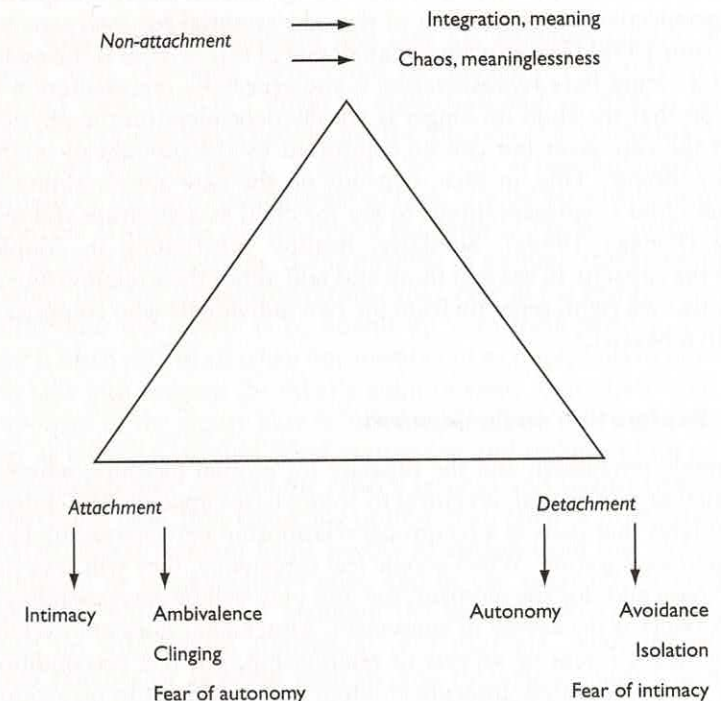 Integration, meaning
Non-attachment
Chaos, meaninglessness
Attachment
Detachment
Intimacy
Ambivalence
Autonomy
Avoidance
Clinging
Isolation
Fear of autonomy
Fear of intimacy